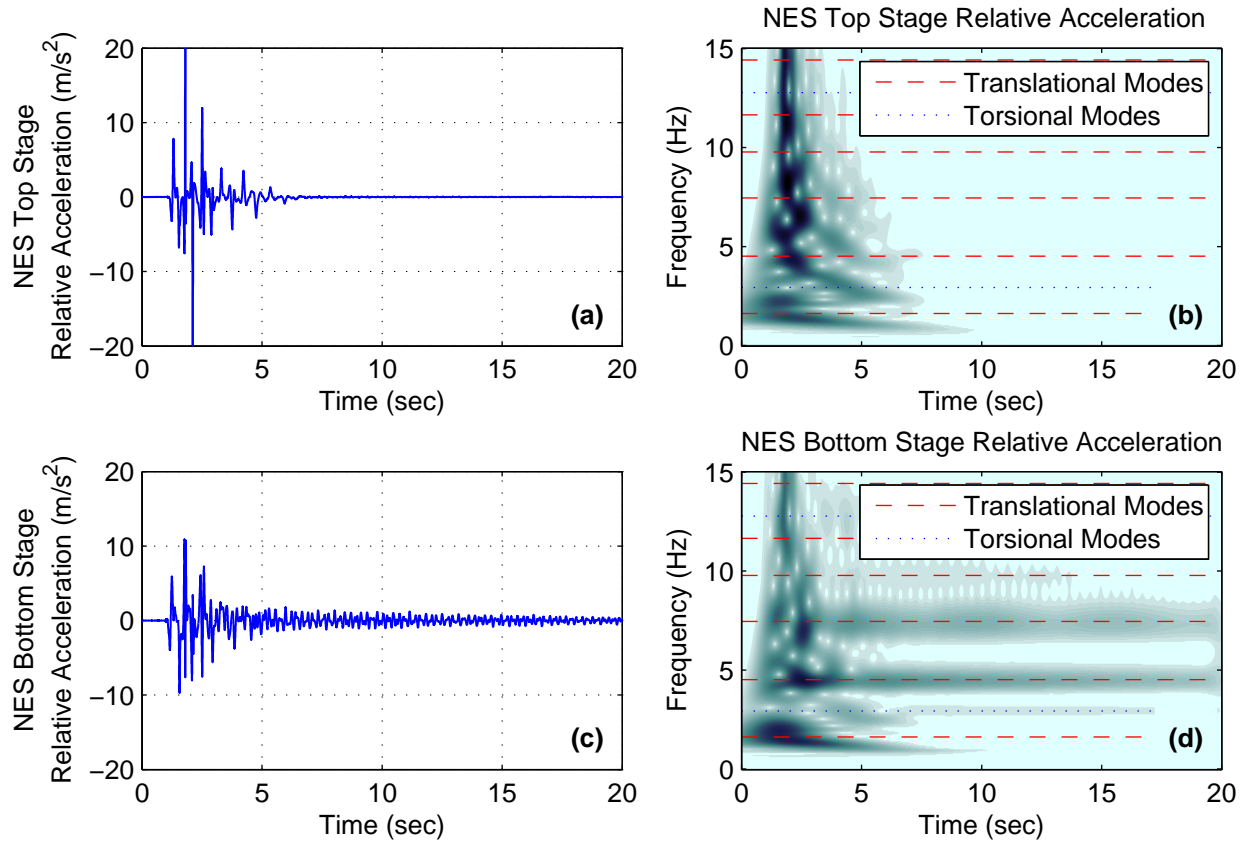 NES Top Stage
Relative Acceleration (m/s²)
20
10
0
−10
−20
0
5
10
15
20
Time (sec)
(a)
NES Top Stage Relative Acceleration
Frequency (Hz)
15
10
5
0
0
5
10
15
20
Time (sec)
Translational Modes
Torsional Modes
(b)
NES Bottom Stage
Relative Acceleration (m/s²)
20
10
0
−10
−20
0
5
10
15
20
Time (sec)
(c)
NES Bottom Stage Relative Acceleration
Frequency (Hz)
15
10
5
0
0
5
10
15
20
Time (sec)
Translational Modes
Torsional Modes
(d)